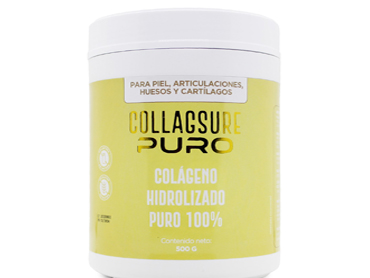 PARA PIEL, ARTICULACIONES,
HUESOS Y CARTÍLAGOS
COLLAGSURE
PURO
COLÁGENO
HIDROLIZADO
PURO 100%
Contenido neto
500 G